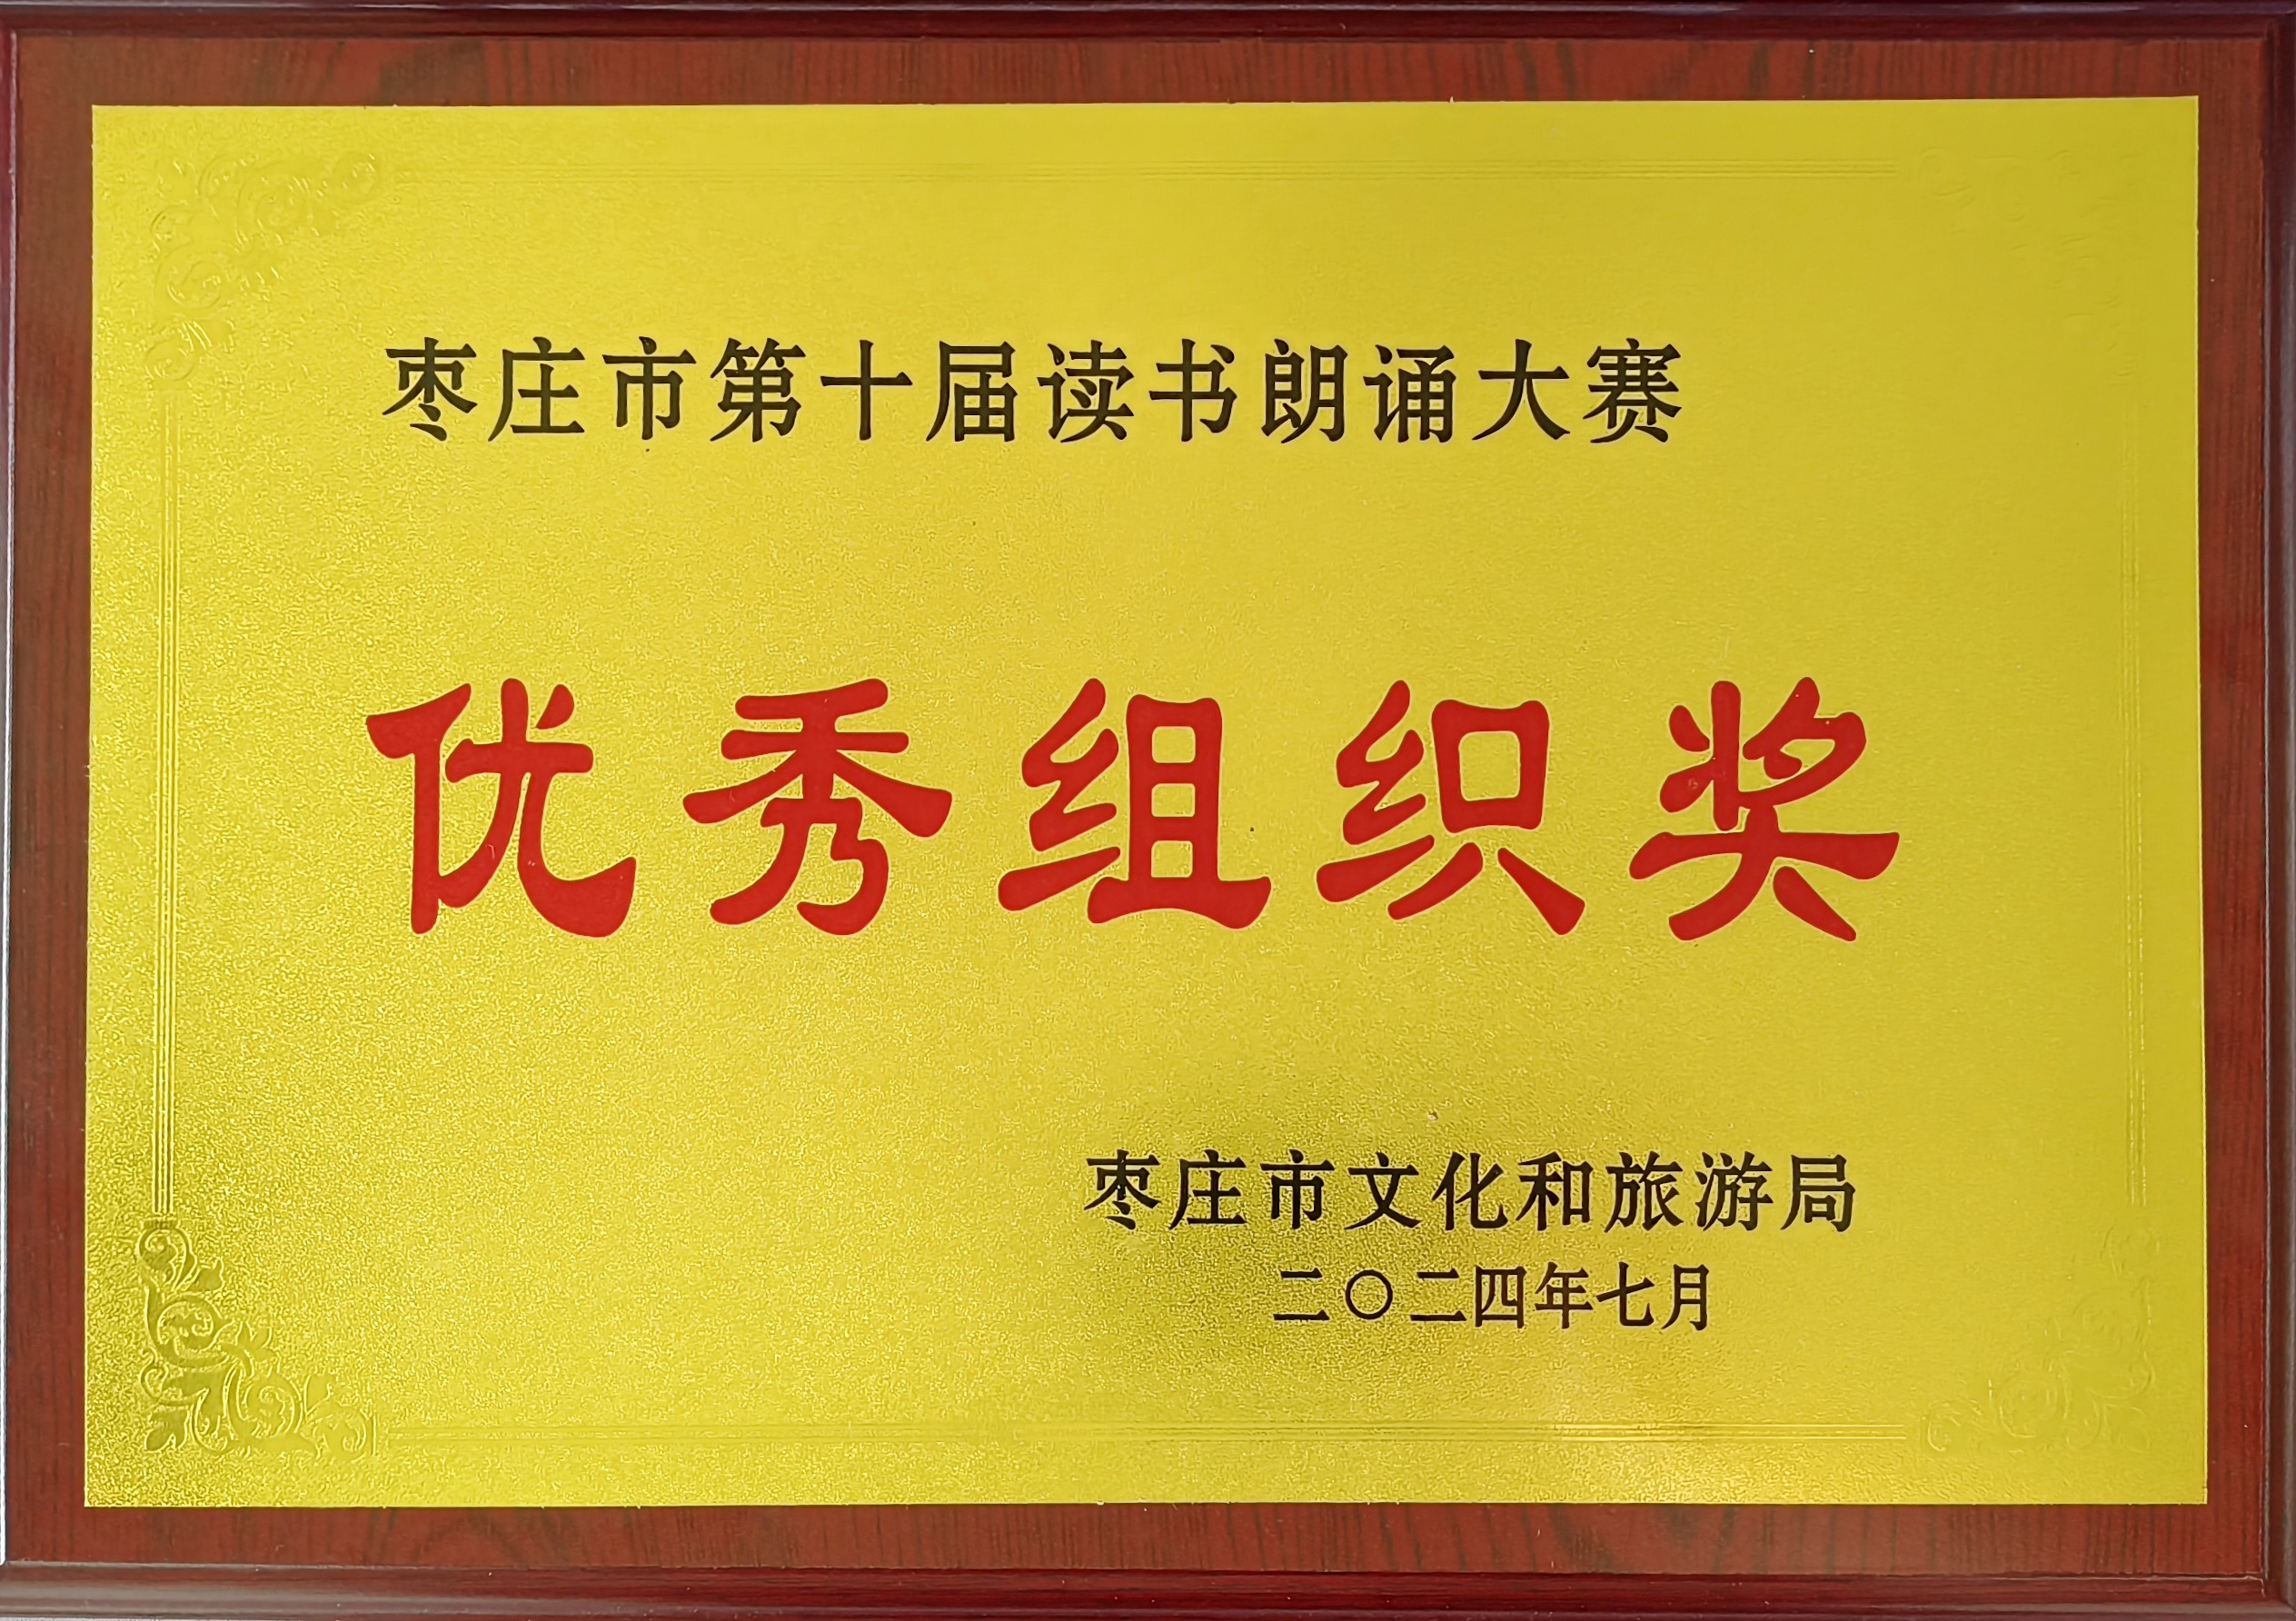 枣庄市第十届读书朗诵大赛
优秀组织奖
枣庄市文化和旅游局
二〇二四年七月